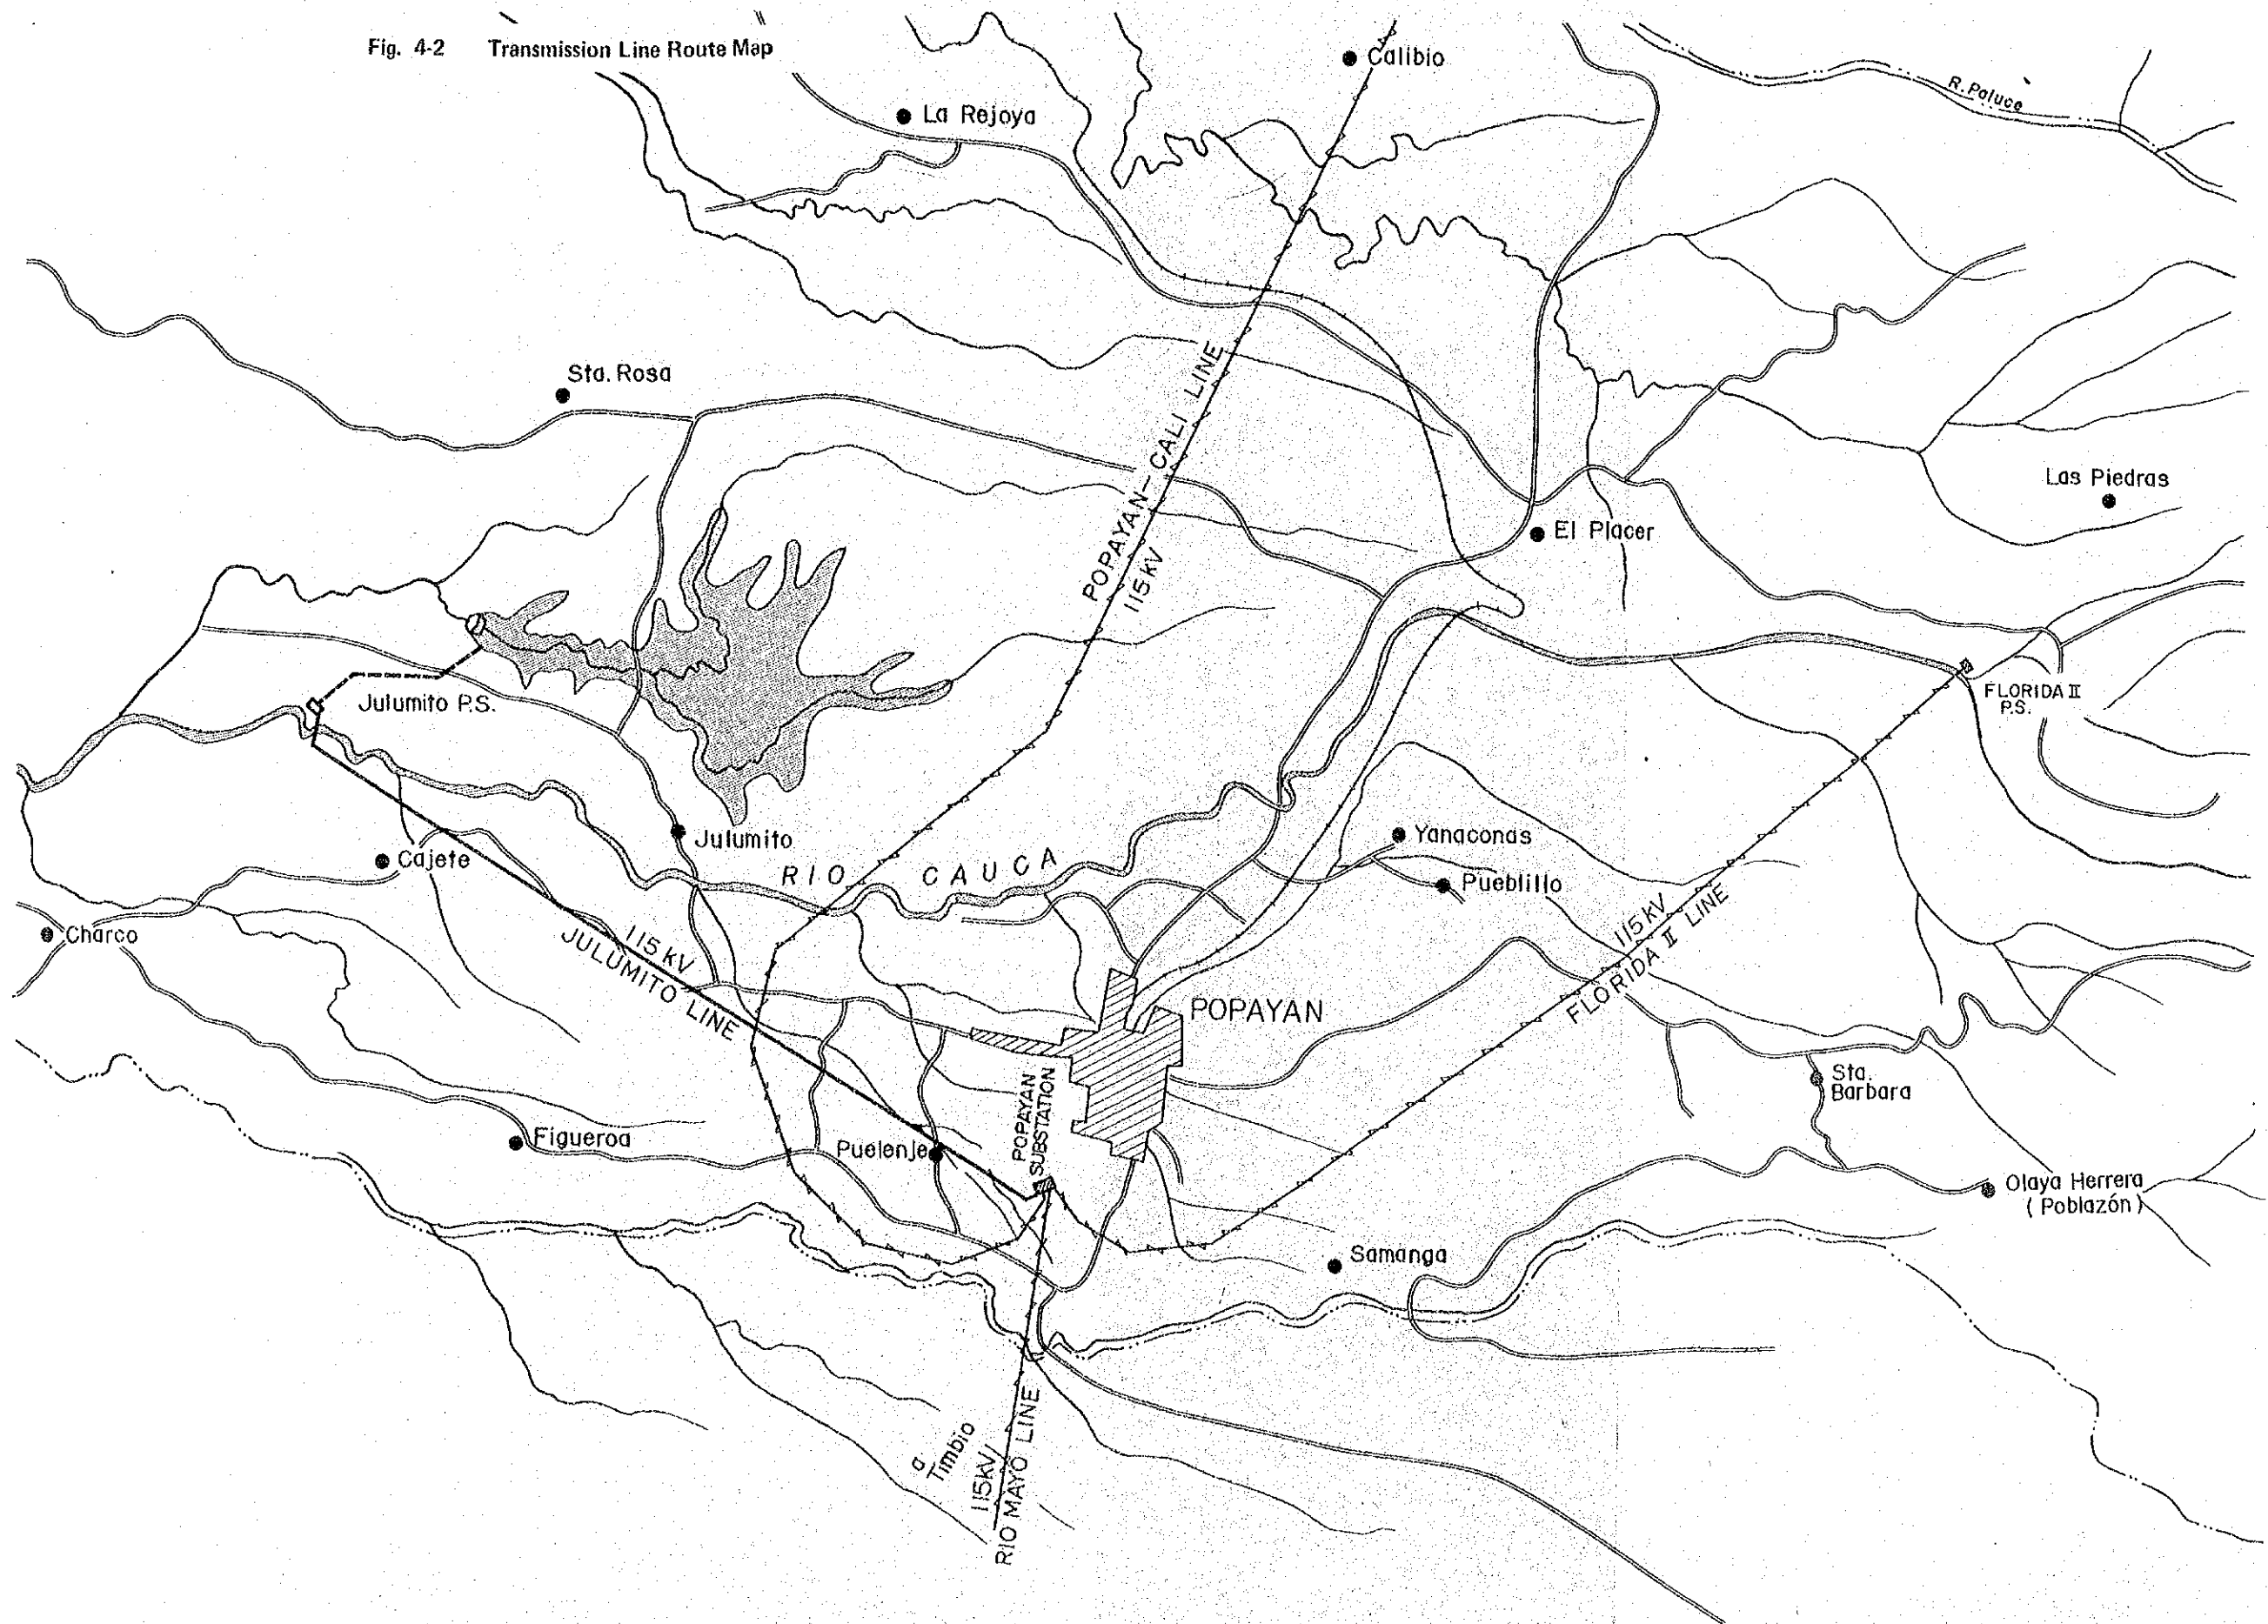 Fig. 4-2 Transmission Line Route Map
Calibio
R. Paluce
La Rejoya
Sta. Rosa
POPAYAN-CALI LINE
115 KV
Las Piedras
El Placer
Julumito P.S.
FLORIDA II
P.S.
Julumito
Yanaconas
Cajete
RIO CAUCA
Pueblillo
Charco
115 KV
JULUMITO LINE
115 KV
FLORIDA II LINE
POPAYAN
Sta.
Barbara
POPAYAN
SUBSTATION
Figueroa
Puelenje
Olaya Herrera
(Poblazón)
Samanga
a
Timbio
115KV
RIO MAYO LINE